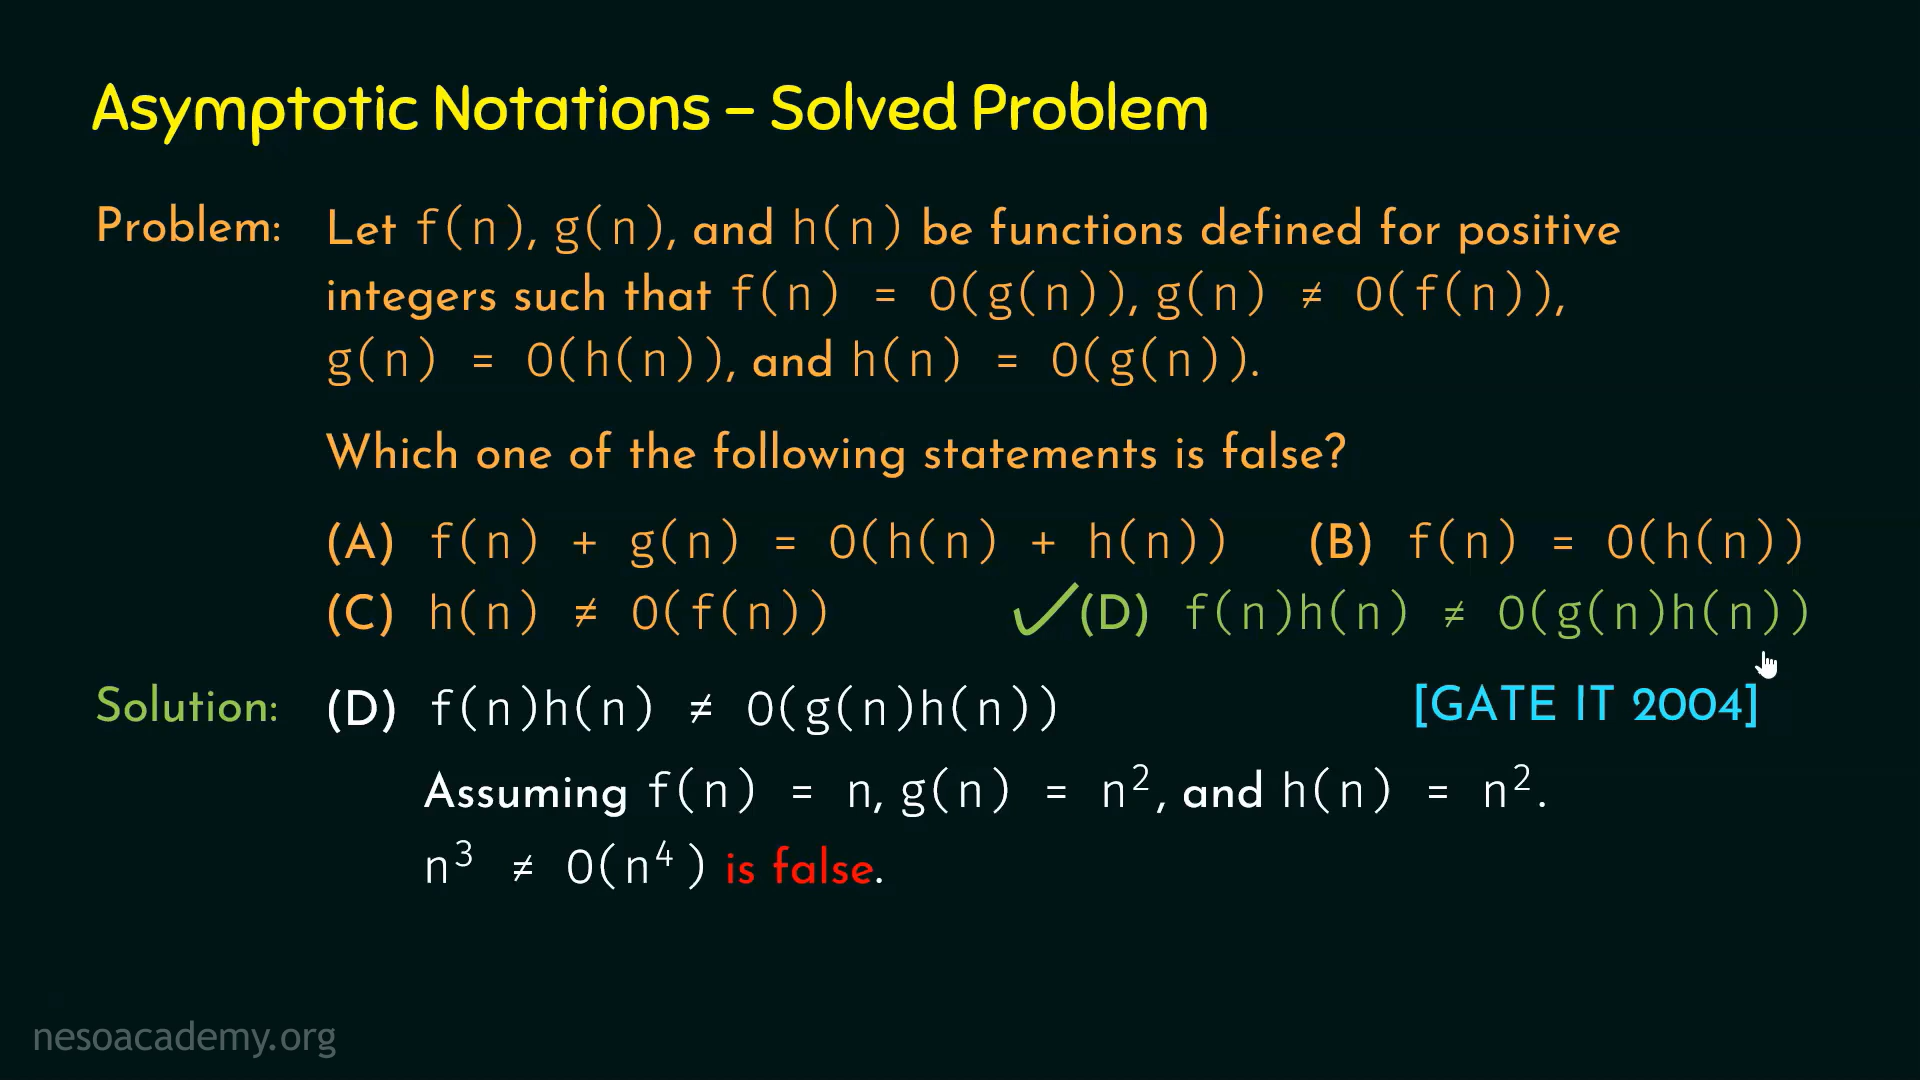 Asymptotic Notations – Solved Problem
Problem: Let f(n), g(n), and h(n) be functions defined for positive
integers such that f(n) = O(g(n)), g(n) ≠ O(f(n)),
g(n) = O(h(n)), and h(n) = O(g(n)).
Which one of the following statements is false?
(A) f(n) + g(n) = O(h(n) + h(n)) (B) f(n) = O(h(n))
(C) h(n) ≠ O(f(n)) ✓(D) f(n)h(n) ≠ O(g(n)h(n))
Solution: (D) f(n)h(n) ≠ O(g(n)h(n)) [GATE IT 2004]
Assuming f(n) = n, g(n) = n², and h(n) = n².
n³ ≠ O(n⁴) is false.
nesoacademy.org